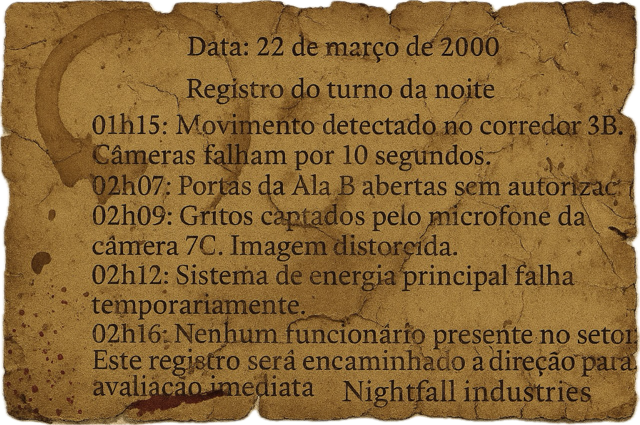 Data: 22 de março de 2000
Registro do turno da noite
01h15: Movimento detectado no corredor 3B.
Câmeras falham por 10 segundos.
02h07: Portas da Ala B abertas sem autorizaç
02h09: Gritos captados pelo microfone da
câmera 7C. Imagem distorcida.
02h12: Sistema de energia principal falha
temporariamente.
02h16: Nenhum funcionário presente no setor
Este registro será encaminhado à direção para
avaliação imediata Nightfall industries